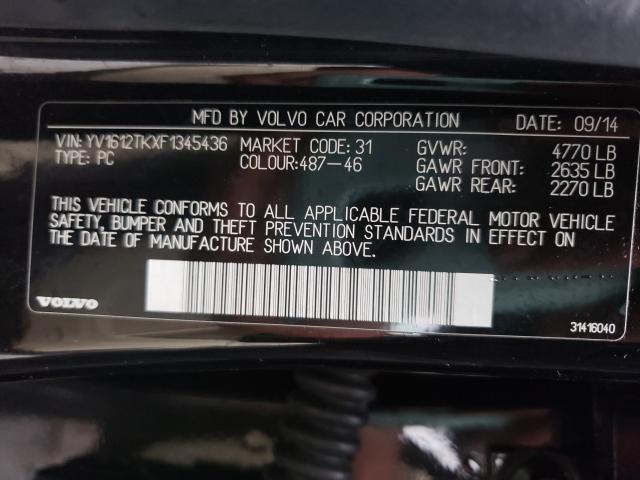 MFD BY VOLVO CAR CORPORATION DATE: 09/14
VIN: YV1612TKXF1345436 MARKET CODE: 31 GVWR: 4770 LB
TYPE: PC COLOUR:487-46 GAWR FRONT: 2635 LB
GAWR REAR: 2270 LB
THIS VEHICLE CONFORMS TO ALL APPLICABLE FEDERAL MOTOR VEHICLE
SAFETY, BUMPER AND THEFT PREVENTION STANDARDS IN EFFECT ON
THE DATE OF MANUFACTURE SHOWN ABOVE.
VOLVO
31416040